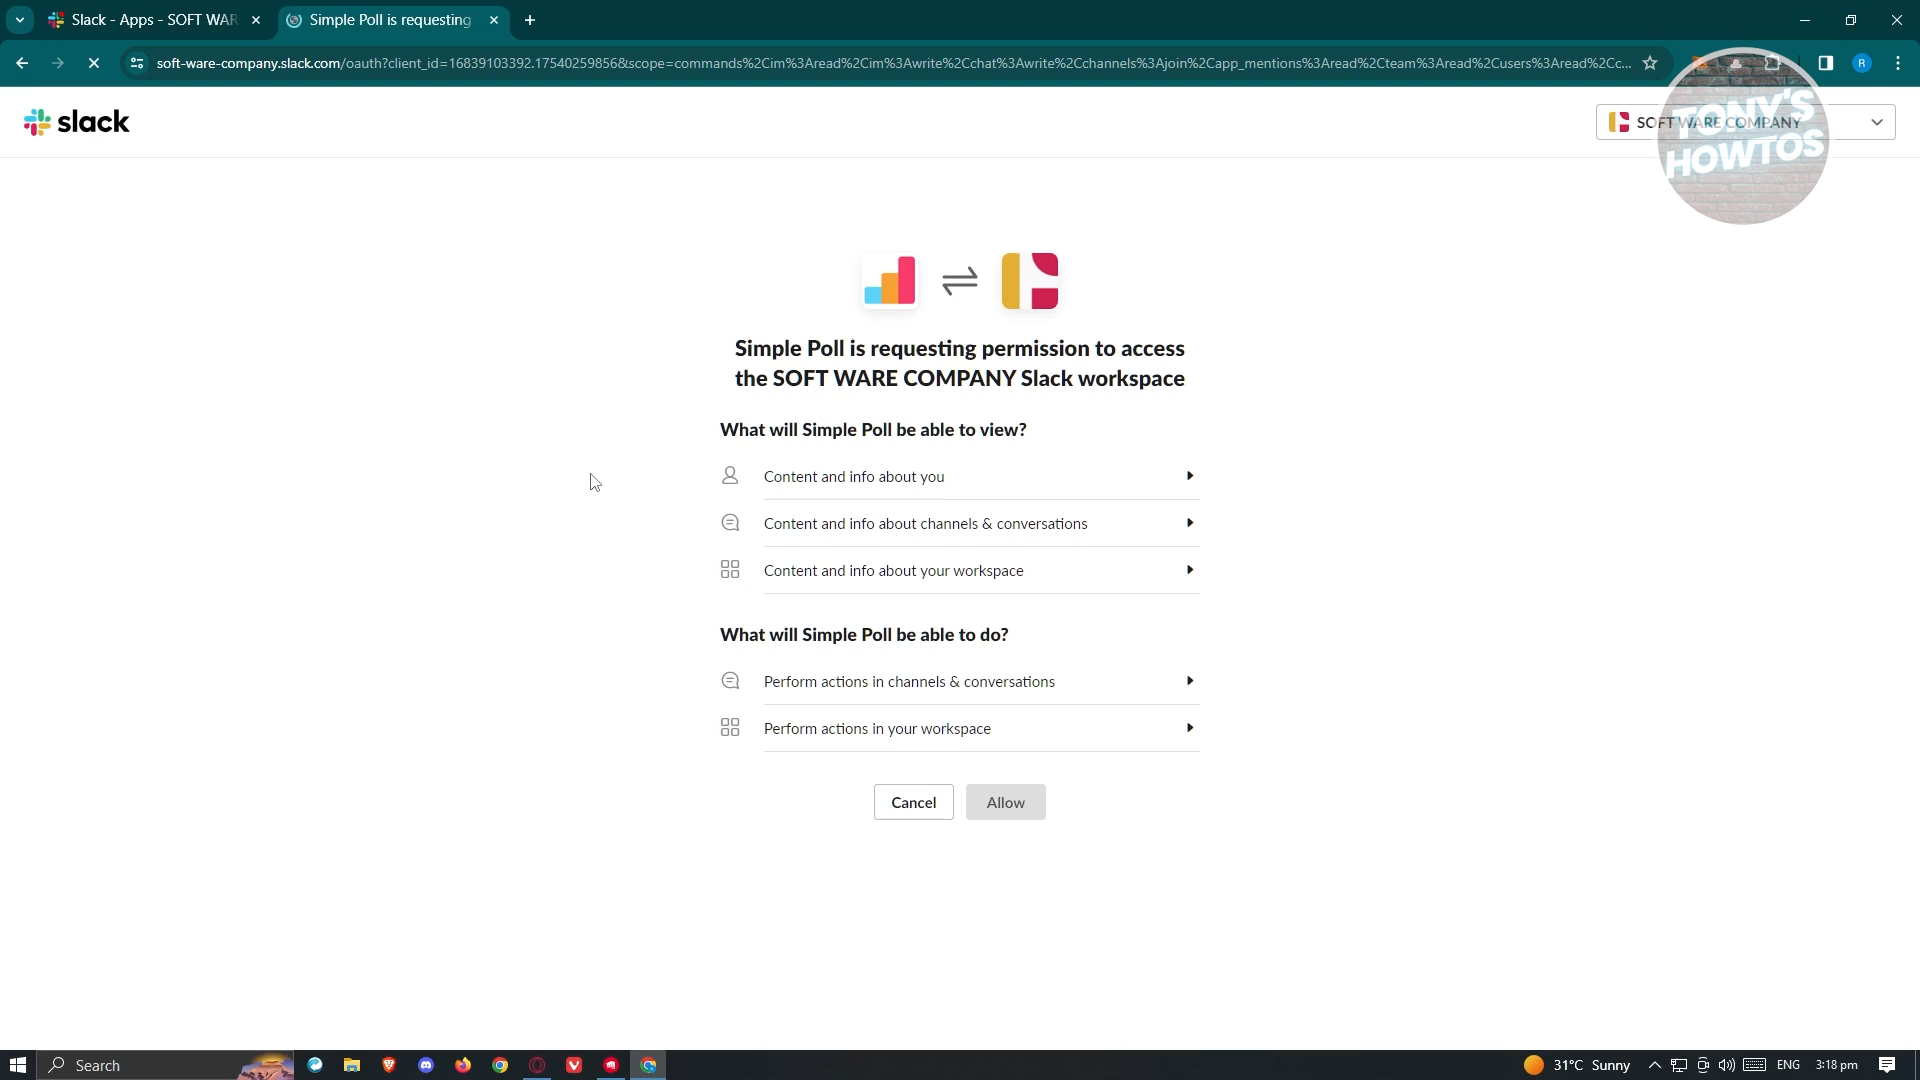 Slack - Apps - SOFT WAR
Simple Poll is requesting
soft-ware-company.slack.com/oauth?client_id=16839103392.17540259856&scope=commands%2Cim%3Aread%2Cim%3Awrite%2Cchat%3Awrite%2Cchannels%3Ajoin%2Capp_mentions%3Aread%2Cteam%3Aread%2Cusers%3Aread%2Cc...
R
slack
SOFT WARE COMPANY
TONY'S
HOWTOS
Simple Poll is requesting permission to access
the SOFT WARE COMPANY Slack workspace
What will Simple Poll be able to view?
Content and info about you
Content and info about channels & conversations
Content and info about your workspace
What will Simple Poll be able to do?
Perform actions in channels & conversations
Perform actions in your workspace
Cancel
Allow
Search
31°C Sunny
ENG
3:18 pm